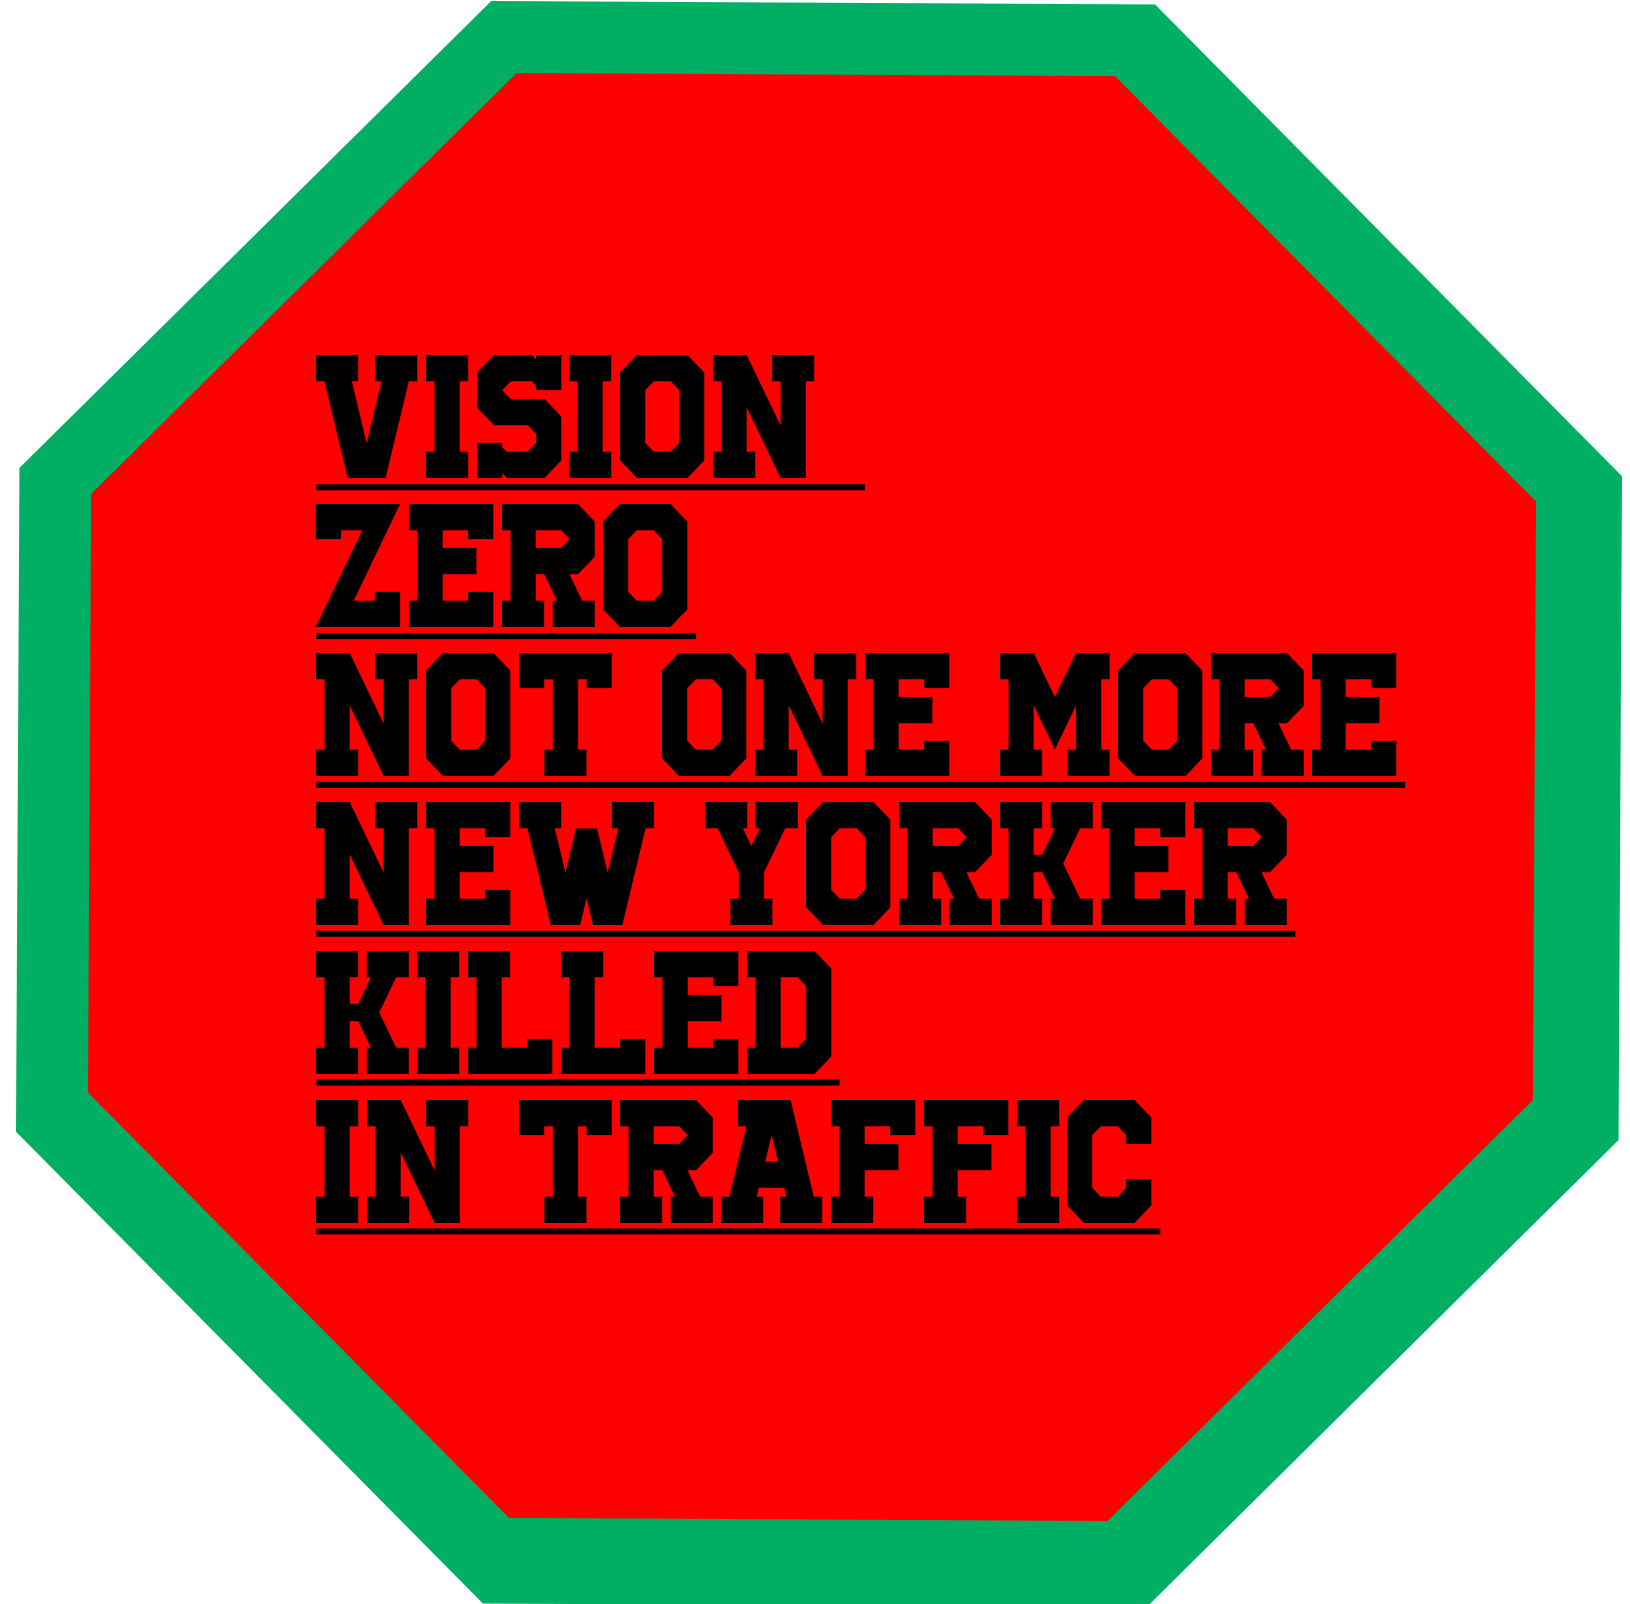 VISION
ZERO
NOT ONE MORE
NEW YORKER
KILLED
IN TRAFFIC